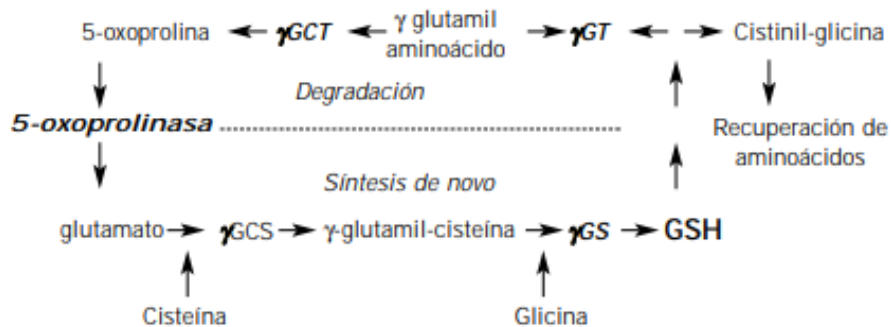 5-oxoprolina γGCT γ glutamil aminoácido γGT Cistinil-glicina
Degradación
5-oxoprolinasa
Recuperación de
aminoácidos
Síntesis de novo
glutamato γGCS γ-glutamil-cisteína γGS GSH
Cisteína Glicina